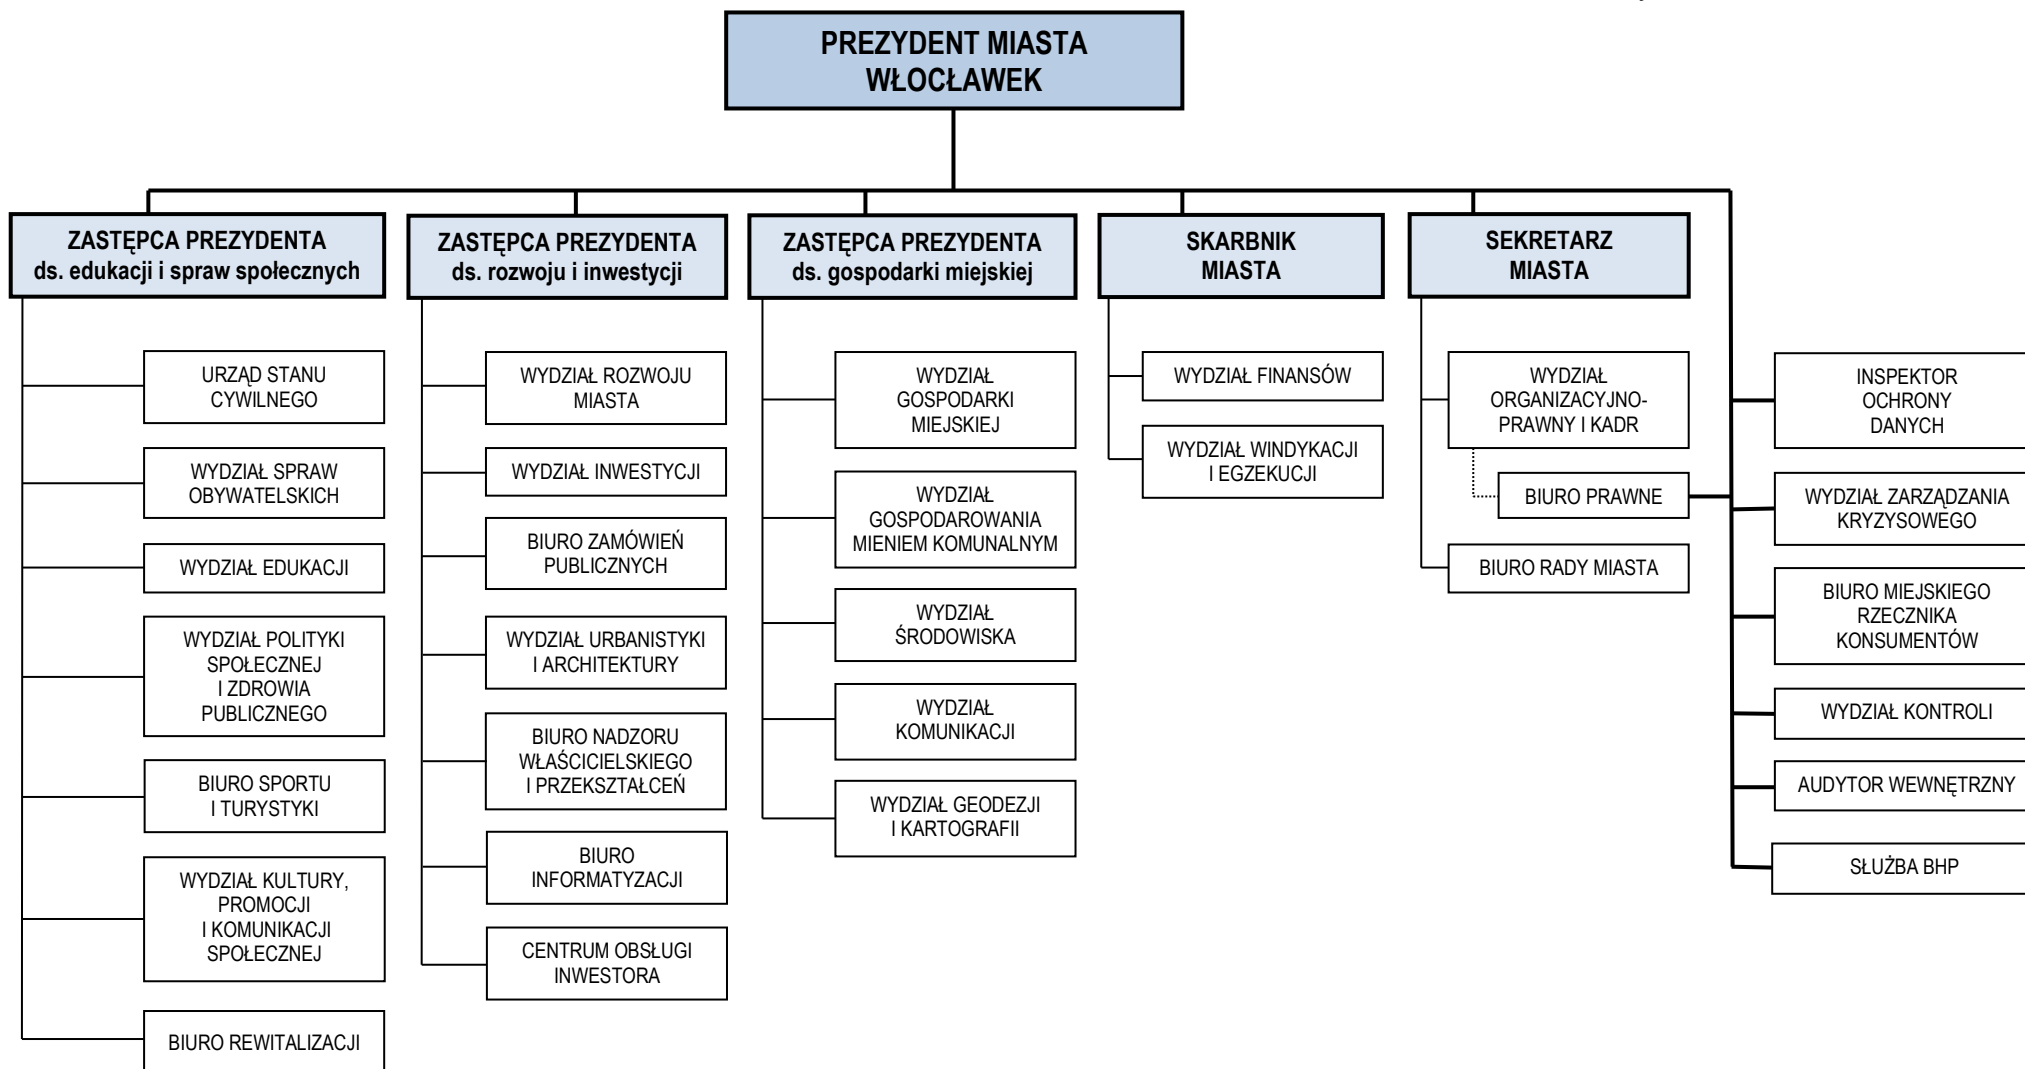 PREZYDENT MIASTA
WŁOCŁAWEK
ZASTĘPCA PREZYDENTA
ds. edukacji i spraw społecznych
URZĄD STANU
CYWILNEGO
WYDZIAŁ SPRAW
OBYWATELSKICH
WYDZIAŁ EDUKACJI
WYDZIAŁ POLITYKI
SPOŁECZNEJ
I ZDROWIA
PUBLICZNEGO
BIURO SPORTU
I TURYSTYKI
WYDZIAŁ KULTURY,
PROMOCJI
I KOMUNIKACJI
SPOŁECZNEJ
BIURO REWITALIZACJI
ZASTĘPCA PREZYDENTA
ds. rozwoju i inwestycji
WYDZIAŁ ROZWOJU
MIASTA
WYDZIAŁ INWESTYCJI
BIURO ZAMÓWIEŃ
PUBLICZNYCH
WYDZIAŁ URBANISTYKI
I ARCHITEKTURY
BIURO NADZORU
WŁAŚCICIELSKIEGO
I PRZEKSZTAŁCEŃ
BIURO
INFORMATYZACJI
CENTRUM OBSŁUGI
INWESTORA
ZASTĘPCA PREZYDENTA
ds. gospodarki miejskiej
WYDZIAŁ
GOSPODARKI
MIEJSKIEJ
WYDZIAŁ
GOSPODAROWANIA
MIENIEM KOMUNALNYM
WYDZIAŁ
ŚRODOWISKA
WYDZIAŁ
KOMUNIKACJI
WYDZIAŁ GEODEZJI
I KARTOGRAFII
SKARBNIK
MIASTA
WYDZIAŁ FINANSÓW
WYDZIAŁ WINDYKACJI
I EGZEKUCJI
SEKRETARZ
MIASTA
WYDZIAŁ
ORGANIZACYJNO-
PRAWNY I KADR
BIURO PRAWNE
BIURO RADY MIASTA
INSPEKTOR
OCHRONY
DANYCH
WYDZIAŁ ZARZĄDZANIA
KRYZYSOWEGO
BIURO MIEJSKIEGO
RZECZNIKA
KONSUMENTÓW
WYDZIAŁ KONTROLI
AUDYTOR WEWNĘTRZNY
SŁUŻBA BHP